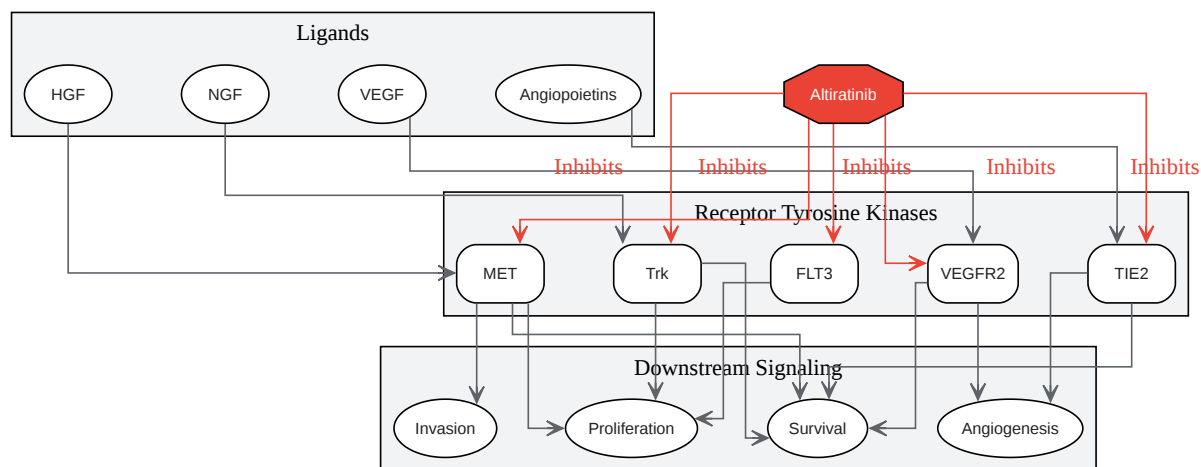 Ligands
HGF
NGF
VEGF
Angiopoietins
Altiratinib
Inhibits
Inhibits
Inhibits
Inhibits
Inhibits
Receptor Tyrosine Kinases
MET
Trk
FLT3
VEGFR2
TIE2
Downstream Signaling
Invasion
Proliferation
Survival
Angiogenesis